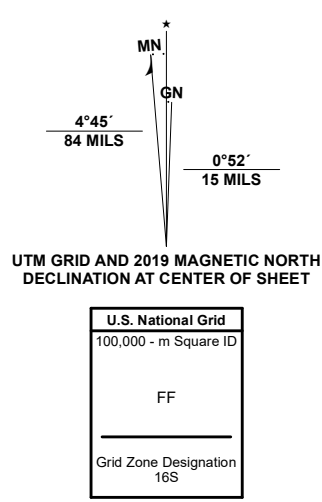 MN
GN
4°45´
84 MILS
0°52´
15 MILS
UTM GRID AND 2019 MAGNETIC NORTH
DECLINATION AT CENTER OF SHEET
U.S. National Grid
100,000 - m Square ID
FF
Grid Zone Designation
16S